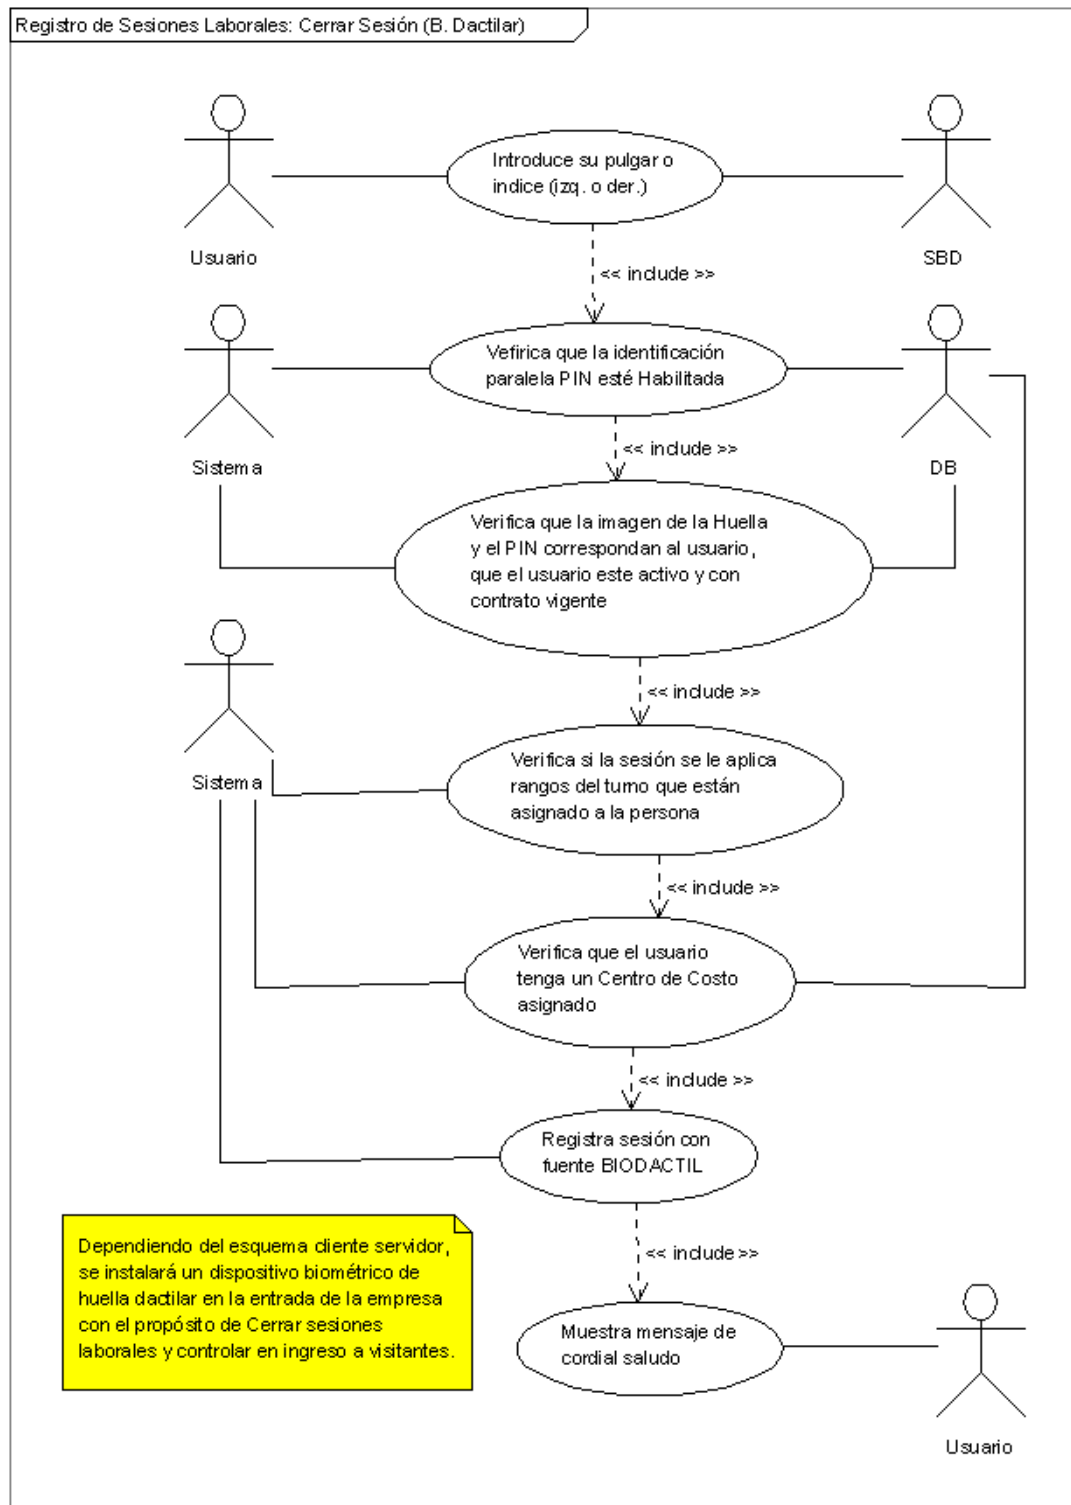 Registro de Sesiones Laborales: Cerrar Sesión (B. Dactilar)
Introduce su pulgar o
indice (izq. o der.)
Usuario
SBD
<< include >>
Vefirica que la identificación
paralela PIN esté Habilitada
<< include >>
Sistema
DB
Verifica que la imagen de la Huella
y el PIN correspondan al usuario,
que el usuario este activo y con
contrato vigente
<< include >>
Verifica si la sesión se le aplica
rangos del turno que están
asignado a la persona
Sistema
<< include >>
Verifica que el usuario
tenga un Centro de Costo
asignado
<< include >>
Registra sesión con
fuente BIODACTIL
<< include >>
Dependiendo del esquema cliente servidor,
se instalará un dispositivo biométrico de
huella dactilar en la entrada de la empresa
con el propósito de Cerrar sesiones
laborales y controlar en ingreso a visitantes.
Muestra mensaje de
cordial saludo
Usuario